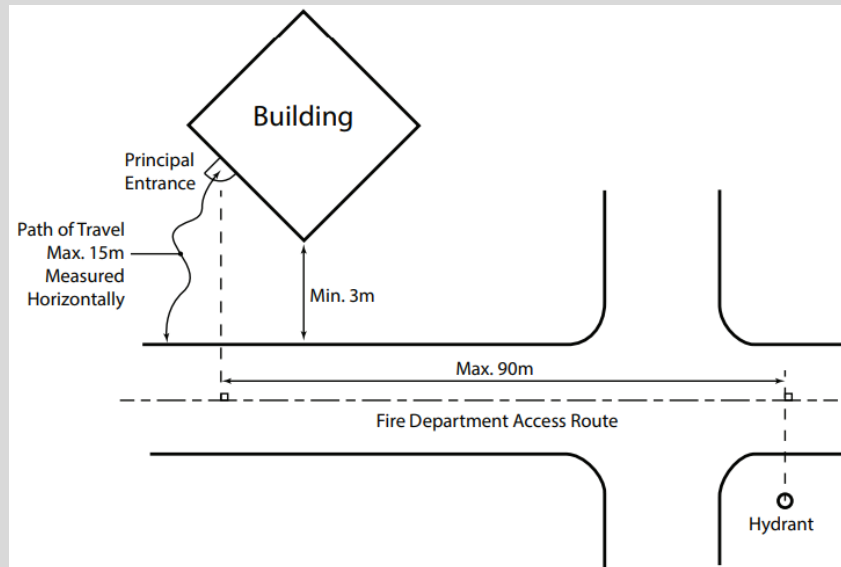 Building
Principal
Entrance
Path of Travel
Max. 15m
Measured
Horizontally
Min. 3m
Max. 90m
Fire Department Access Route
Hydrant